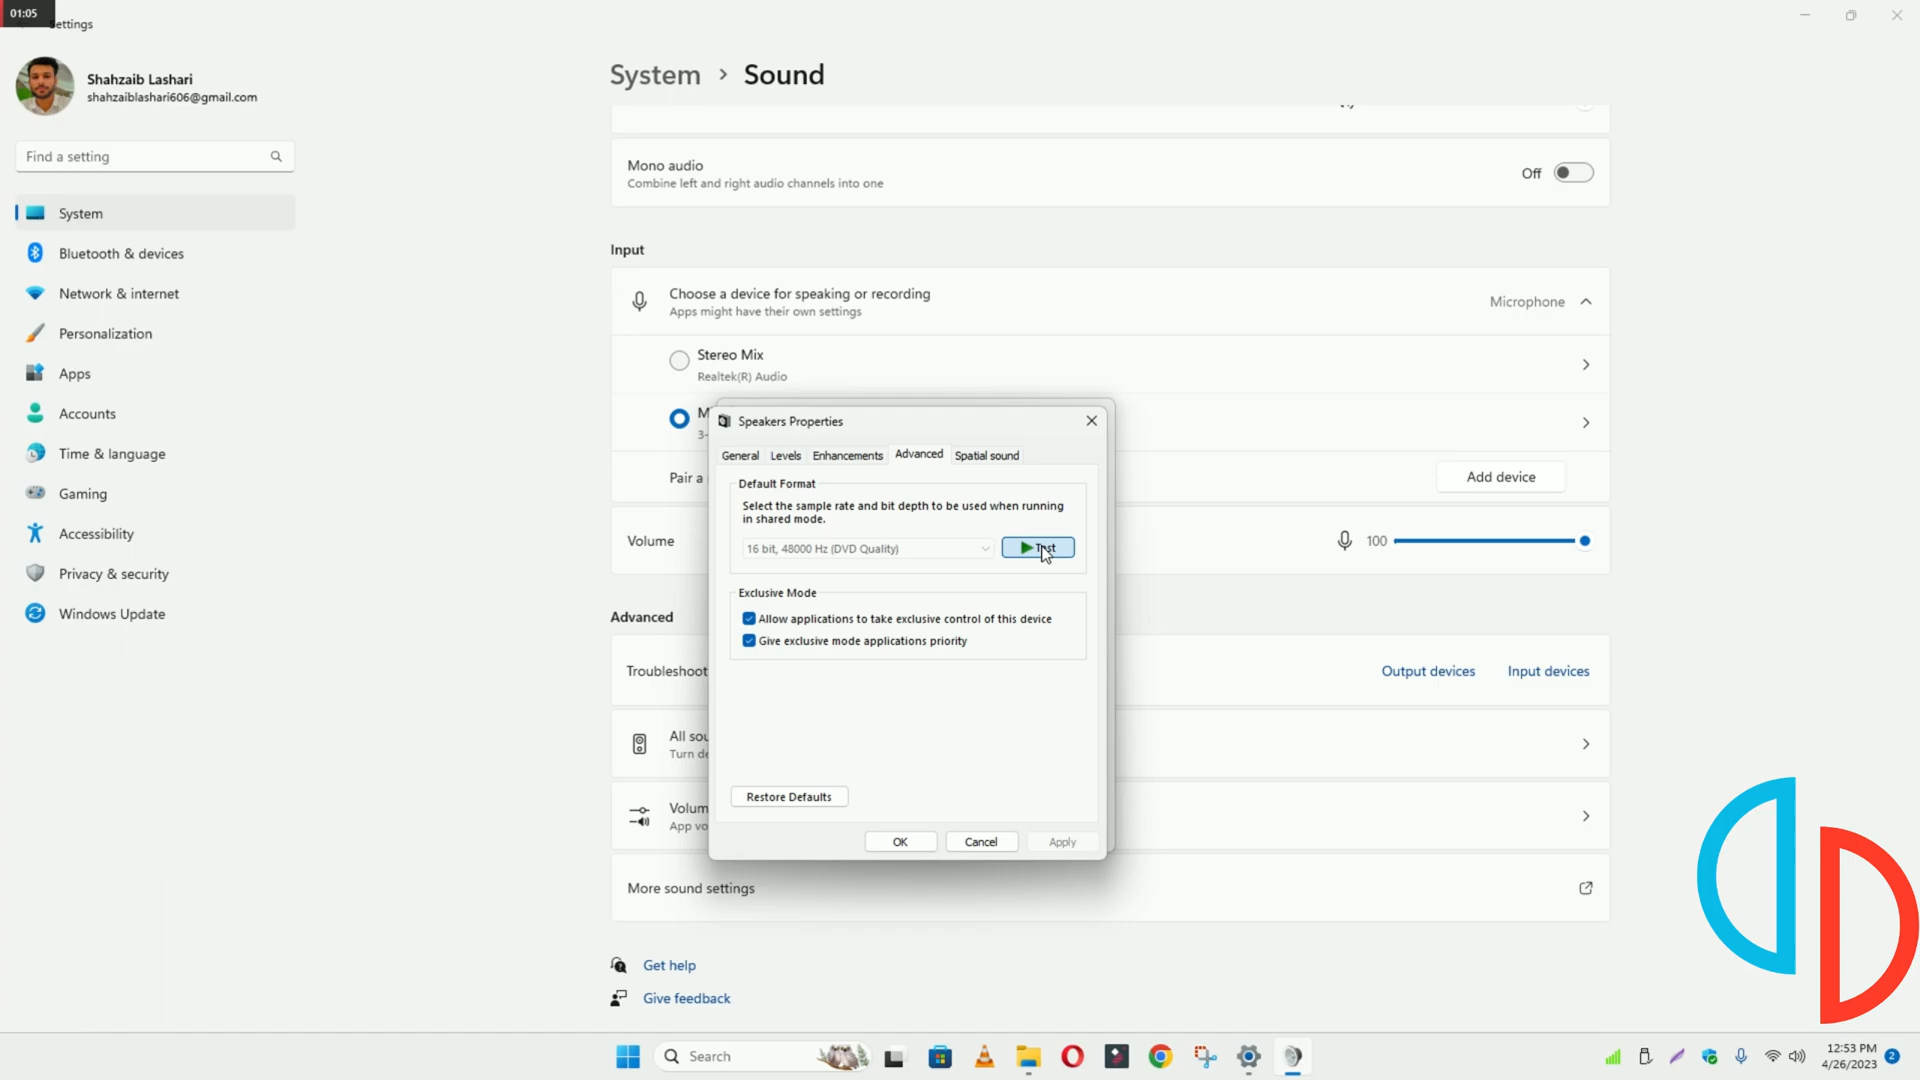 01:05
Settings
Shahzaib Lashari
shahzaiblashari606@gmail.com
Find a setting
System
Bluetooth & devices
Network & internet
Personalization
Apps
Accounts
Time & language
Gaming
Accessibility
Privacy & security
Windows Update
System › Sound
Mono audio
Combine left and right audio channels into one
Off
Input
Choose a device for speaking or recording
Apps might have their own settings
Microphone
Stereo Mix
Realtek(R) Audio
M
3-
Pair a
Add device
Volume
100
Advanced
Troubleshoot
Output devices
Input devices
All sou
Turn de
Volum
App vo
More sound settings
Get help
Give feedback
Speakers Properties
General Levels Enhancements Advanced Spatial sound
Default Format
Select the sample rate and bit depth to be used when running
in shared mode.
16 bit, 48000 Hz (DVD Quality)
Test
Exclusive Mode
Allow applications to take exclusive control of this device
Give exclusive mode applications priority
Restore Defaults
OK Cancel Apply
Search
12:53 PM
4/26/2023
2